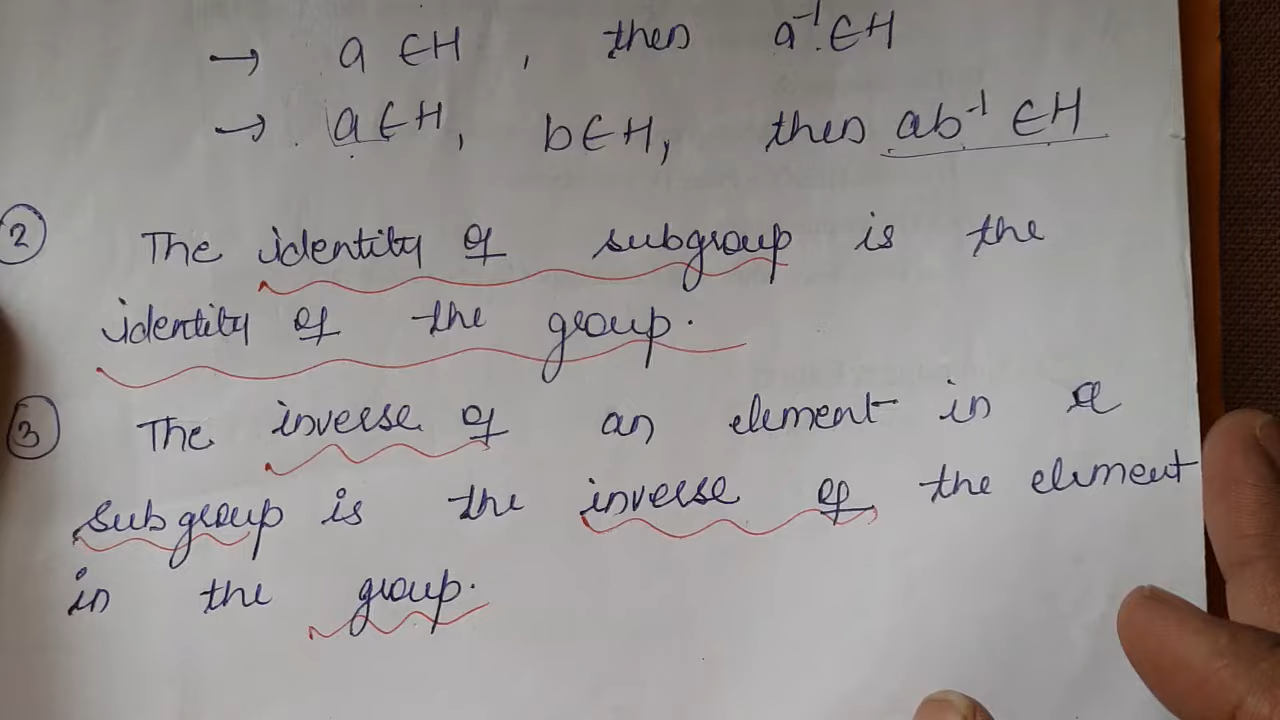 → a ∈ H , then a⁻¹ ∈ H
→ a ∈ H, b ∈ H, then ab⁻¹ ∈ H
2 The identity of subgroup is the
identity of the group.
3 The inverse of an element in a
subgroup is the inverse of the element
in the group.